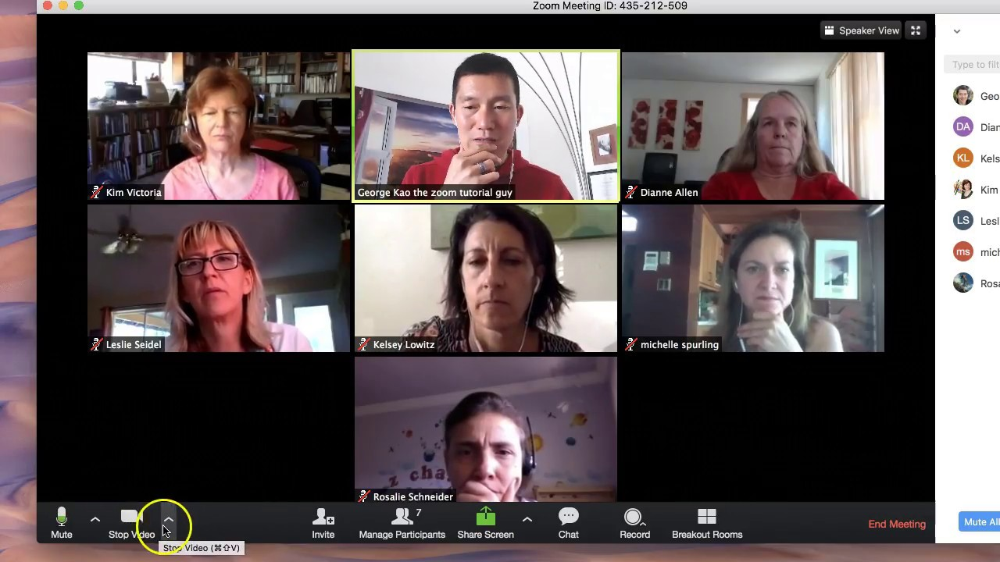 Zoom Meeting ID: 435-212-509
Speaker View
Type to filt
Kim Victoria
George Kao the zoom tutorial guy
Dianne Allen
Leslie Seidel
Kelsey Lowitz
michelle spurling
z cha
Rosalie Schneider
Geo
DA Dian
KL Kels
Kim
LS Lesl
ms mich
Rosa
Mute
Stop Video
Invite
Manage Participants 7
Share Screen
Chat
Record
Breakout Rooms
End Meeting
Mute All
Stop Video (⌘⇧V)